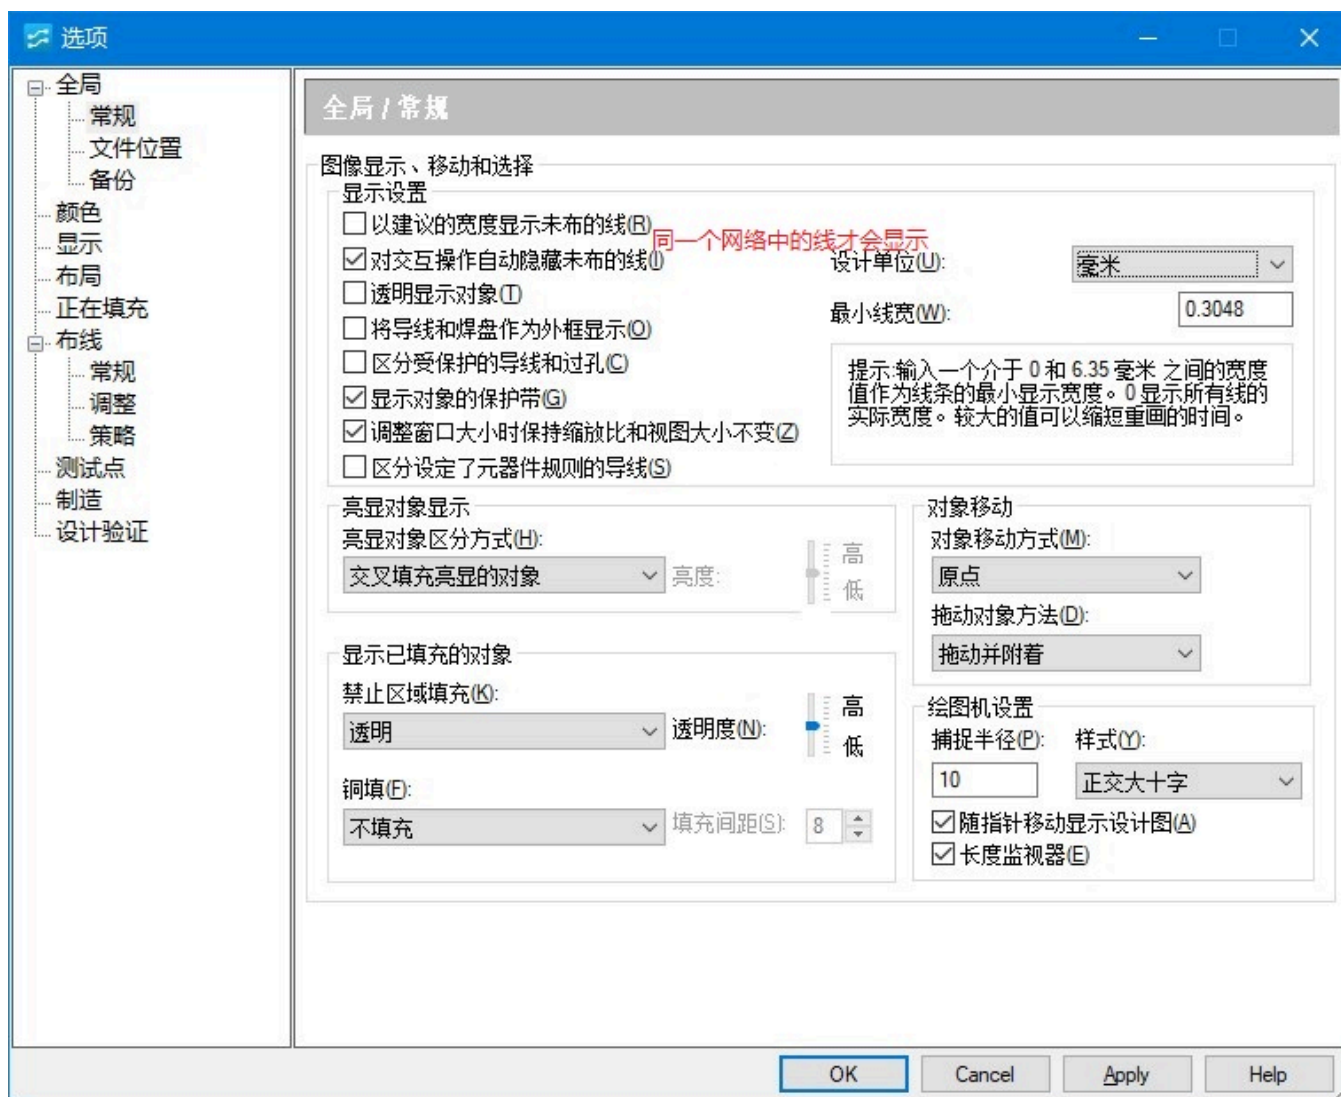 选项
全局
常规
文件位置
备份
颜色
显示
布局
正在填充
布线
常规
调整
策略
测试点
制造
设计验证
全局 / 常规
图像显示、移动和选择
显示设置
以建议的宽度显示未布的线(R)
同一个网络中的线才会显示
对交互操作自动隐藏未布的线(I)
透明显示对象(T)
将导线和焊盘作为外框显示(O)
区分受保护的导线和过孔(C)
显示对象的保护带(G)
调整窗口大小时保持缩放比和视图大小不变(Z)
区分设定了元器件规则的导线(S)
设计单位(U): 毫米
最小线宽(W): 0.3048
提示:输入一个介于 0 和 6.35 毫米 之间的宽度
值作为线条的最小显示宽度。0 显示所有线的
实际宽度。较大的值可以缩短重画的时间。
亮显对象显示
亮显对象区分方式(H):
交叉填充亮显的对象 亮度: 高
低
对象移动
对象移动方式(M):
原点
拖动对象方法(D):
拖动并附着
显示已填充的对象
禁止区域填充(K):
透明 透明度(N): 高
低
铜填(F):
不填充 填充间距(S): 8
绘图机设置
捕捉半径(P): 样式(Y):
10 正交大十字
随指针移动显示设计图(A)
长度监视器(E)
OK Cancel Apply Help